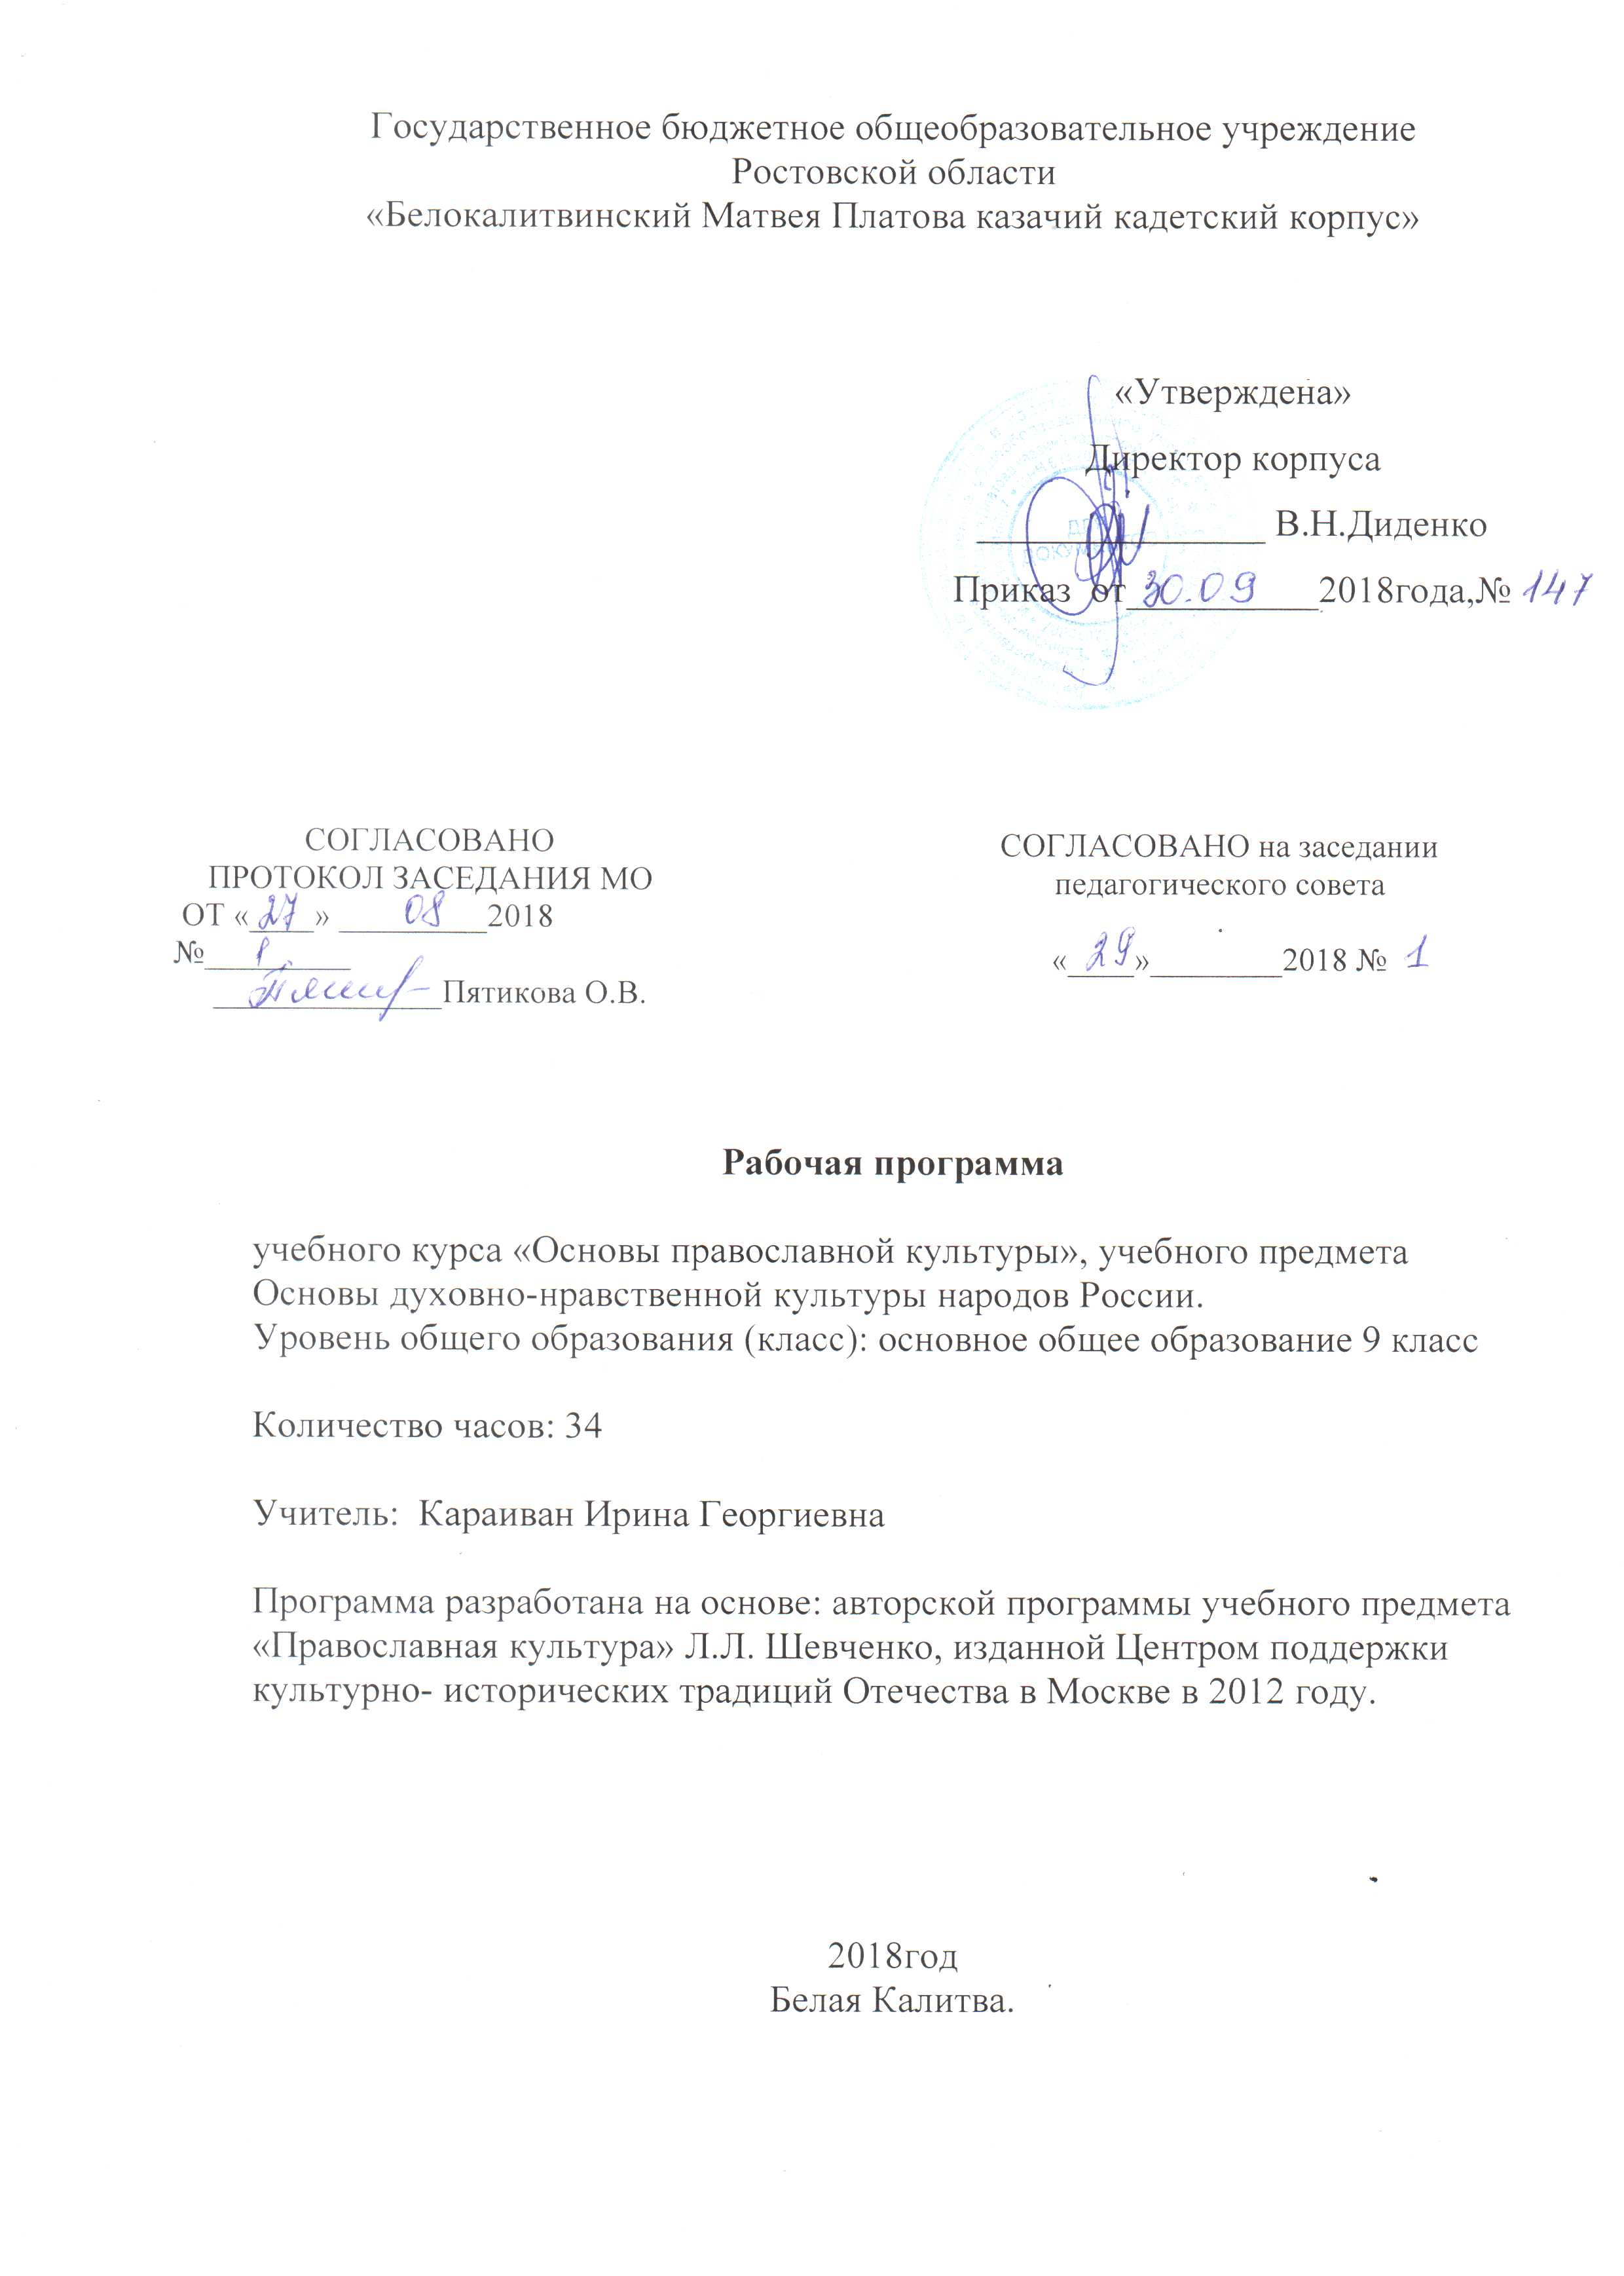 Государственное бюджетное общеобразовательное учреждение
Ростовской области
«Белокалитвинский Матвея Платова казачий кадетский корпус»
«Утверждена»
Директор корпуса
_______________ В.Н.Диденко
Приказ от 30.09 2018года,№ 147
СОГЛАСОВАНО
ПРОТОКОЛ ЗАСЕДАНИЯ МО
ОТ «27» 08 2018
№ 1
____________Пятикова О.В.
СОГЛАСОВАНО на заседании
педагогического совета
«29»________2018 № 1
Рабочая программа
учебного курса «Основы православной культуры», учебного предмета
Основы духовно-нравственной культуры народов России.
Уровень общего образования (класс): основное общее образование 9 класс
Количество часов: 34
Учитель: Караиван Ирина Георгиевна
Программа разработана на основе: авторской программы учебного предмета
«Православная культура» Л.Л. Шевченко, изданной Центром поддержки
культурно- исторических традиций Отечества в Москве в 2012 году.
2018год
Белая Калитва.